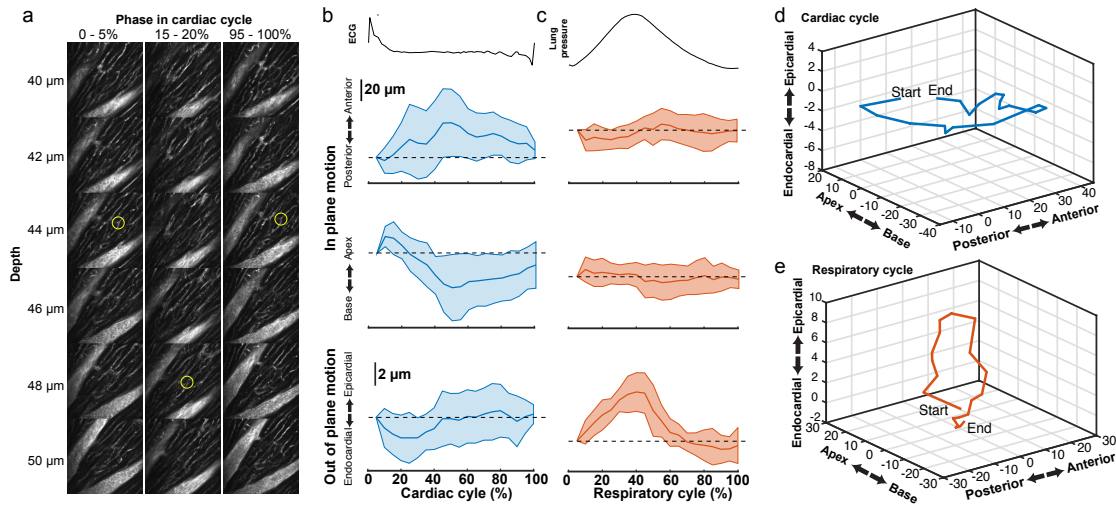 a
Phase in cardiac cycle
0 - 5%
15 - 20%
95 - 100%
Depth
40 µm
42 µm
44 µm
46 µm
48 µm
50 µm
b
ECG
20 µm
In plane motion
Posterior
Anterior
Base
Apex
Out of plane motion
2 µm
Endocardial
Epicardial
0
20
40
60
80
100
Cardiac cyle (%)
c
Lung
pressure
0
20
40
60
80
100
Respiratory cyle (%)
d
Cardiac cycle
4
2
0
-2
-4
-6
-8
Endocardial
Epicardial
Start
End
20
10
0
-10
-20
-30
-40
Apex
Base
-10
0
10
20
30
40
Posterior
Anterior
e
Respiratory cycle
10
8
6
4
2
0
-2
Endocardial
Epicardial
Start
End
30
20
10
0
-10
-20
-30
Apex
Base
-30
-20
-10
0
10
20
30
Posterior
Anterior